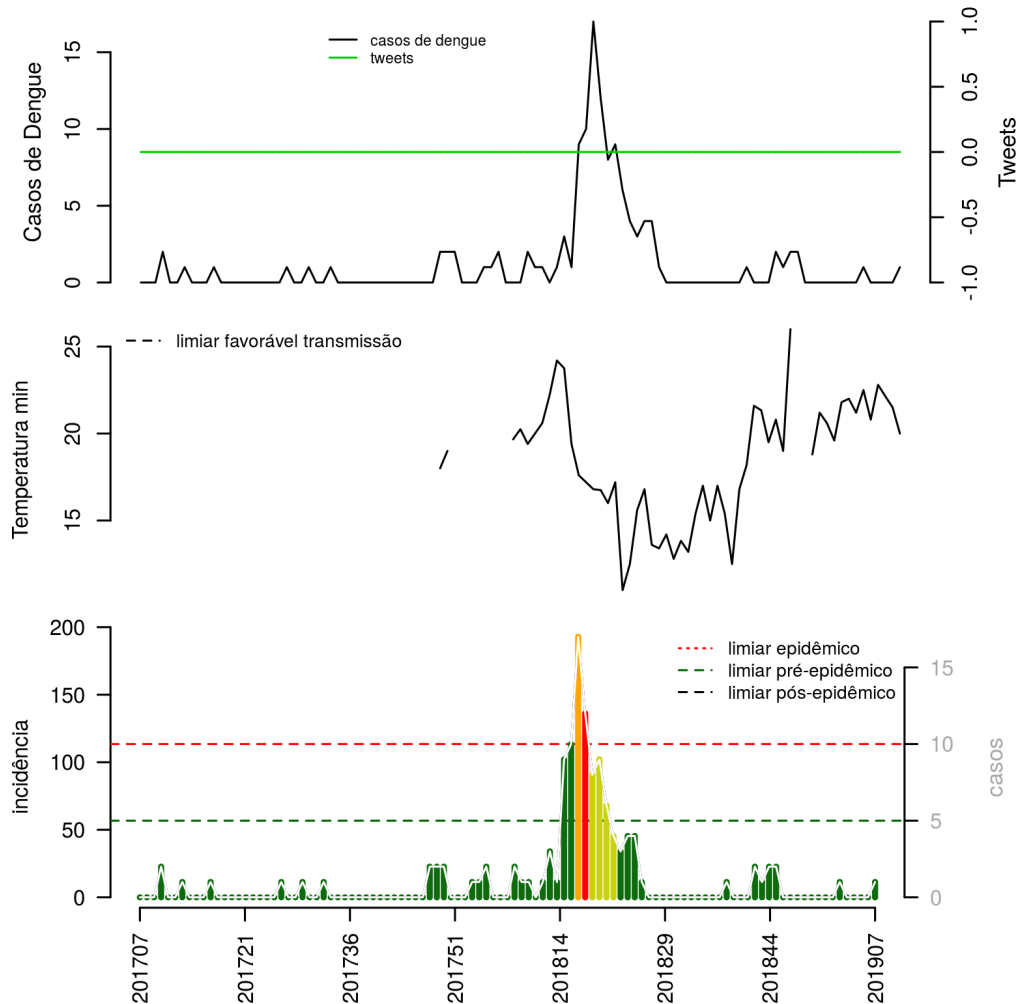 casos de dengue
tweets
Casos de Dengue
0
5
10
15
Tweets
-1.0
-0.5
0.0
0.5
1.0
limiar favorável transmissão
Temperatura min
15
20
25
limiar epidêmico
limiar pré-epidêmico
limiar pós-epidêmico
incidência
0
50
100
150
200
casos
0
5
10
15
201707
201721
201736
201751
201814
201829
201844
201907